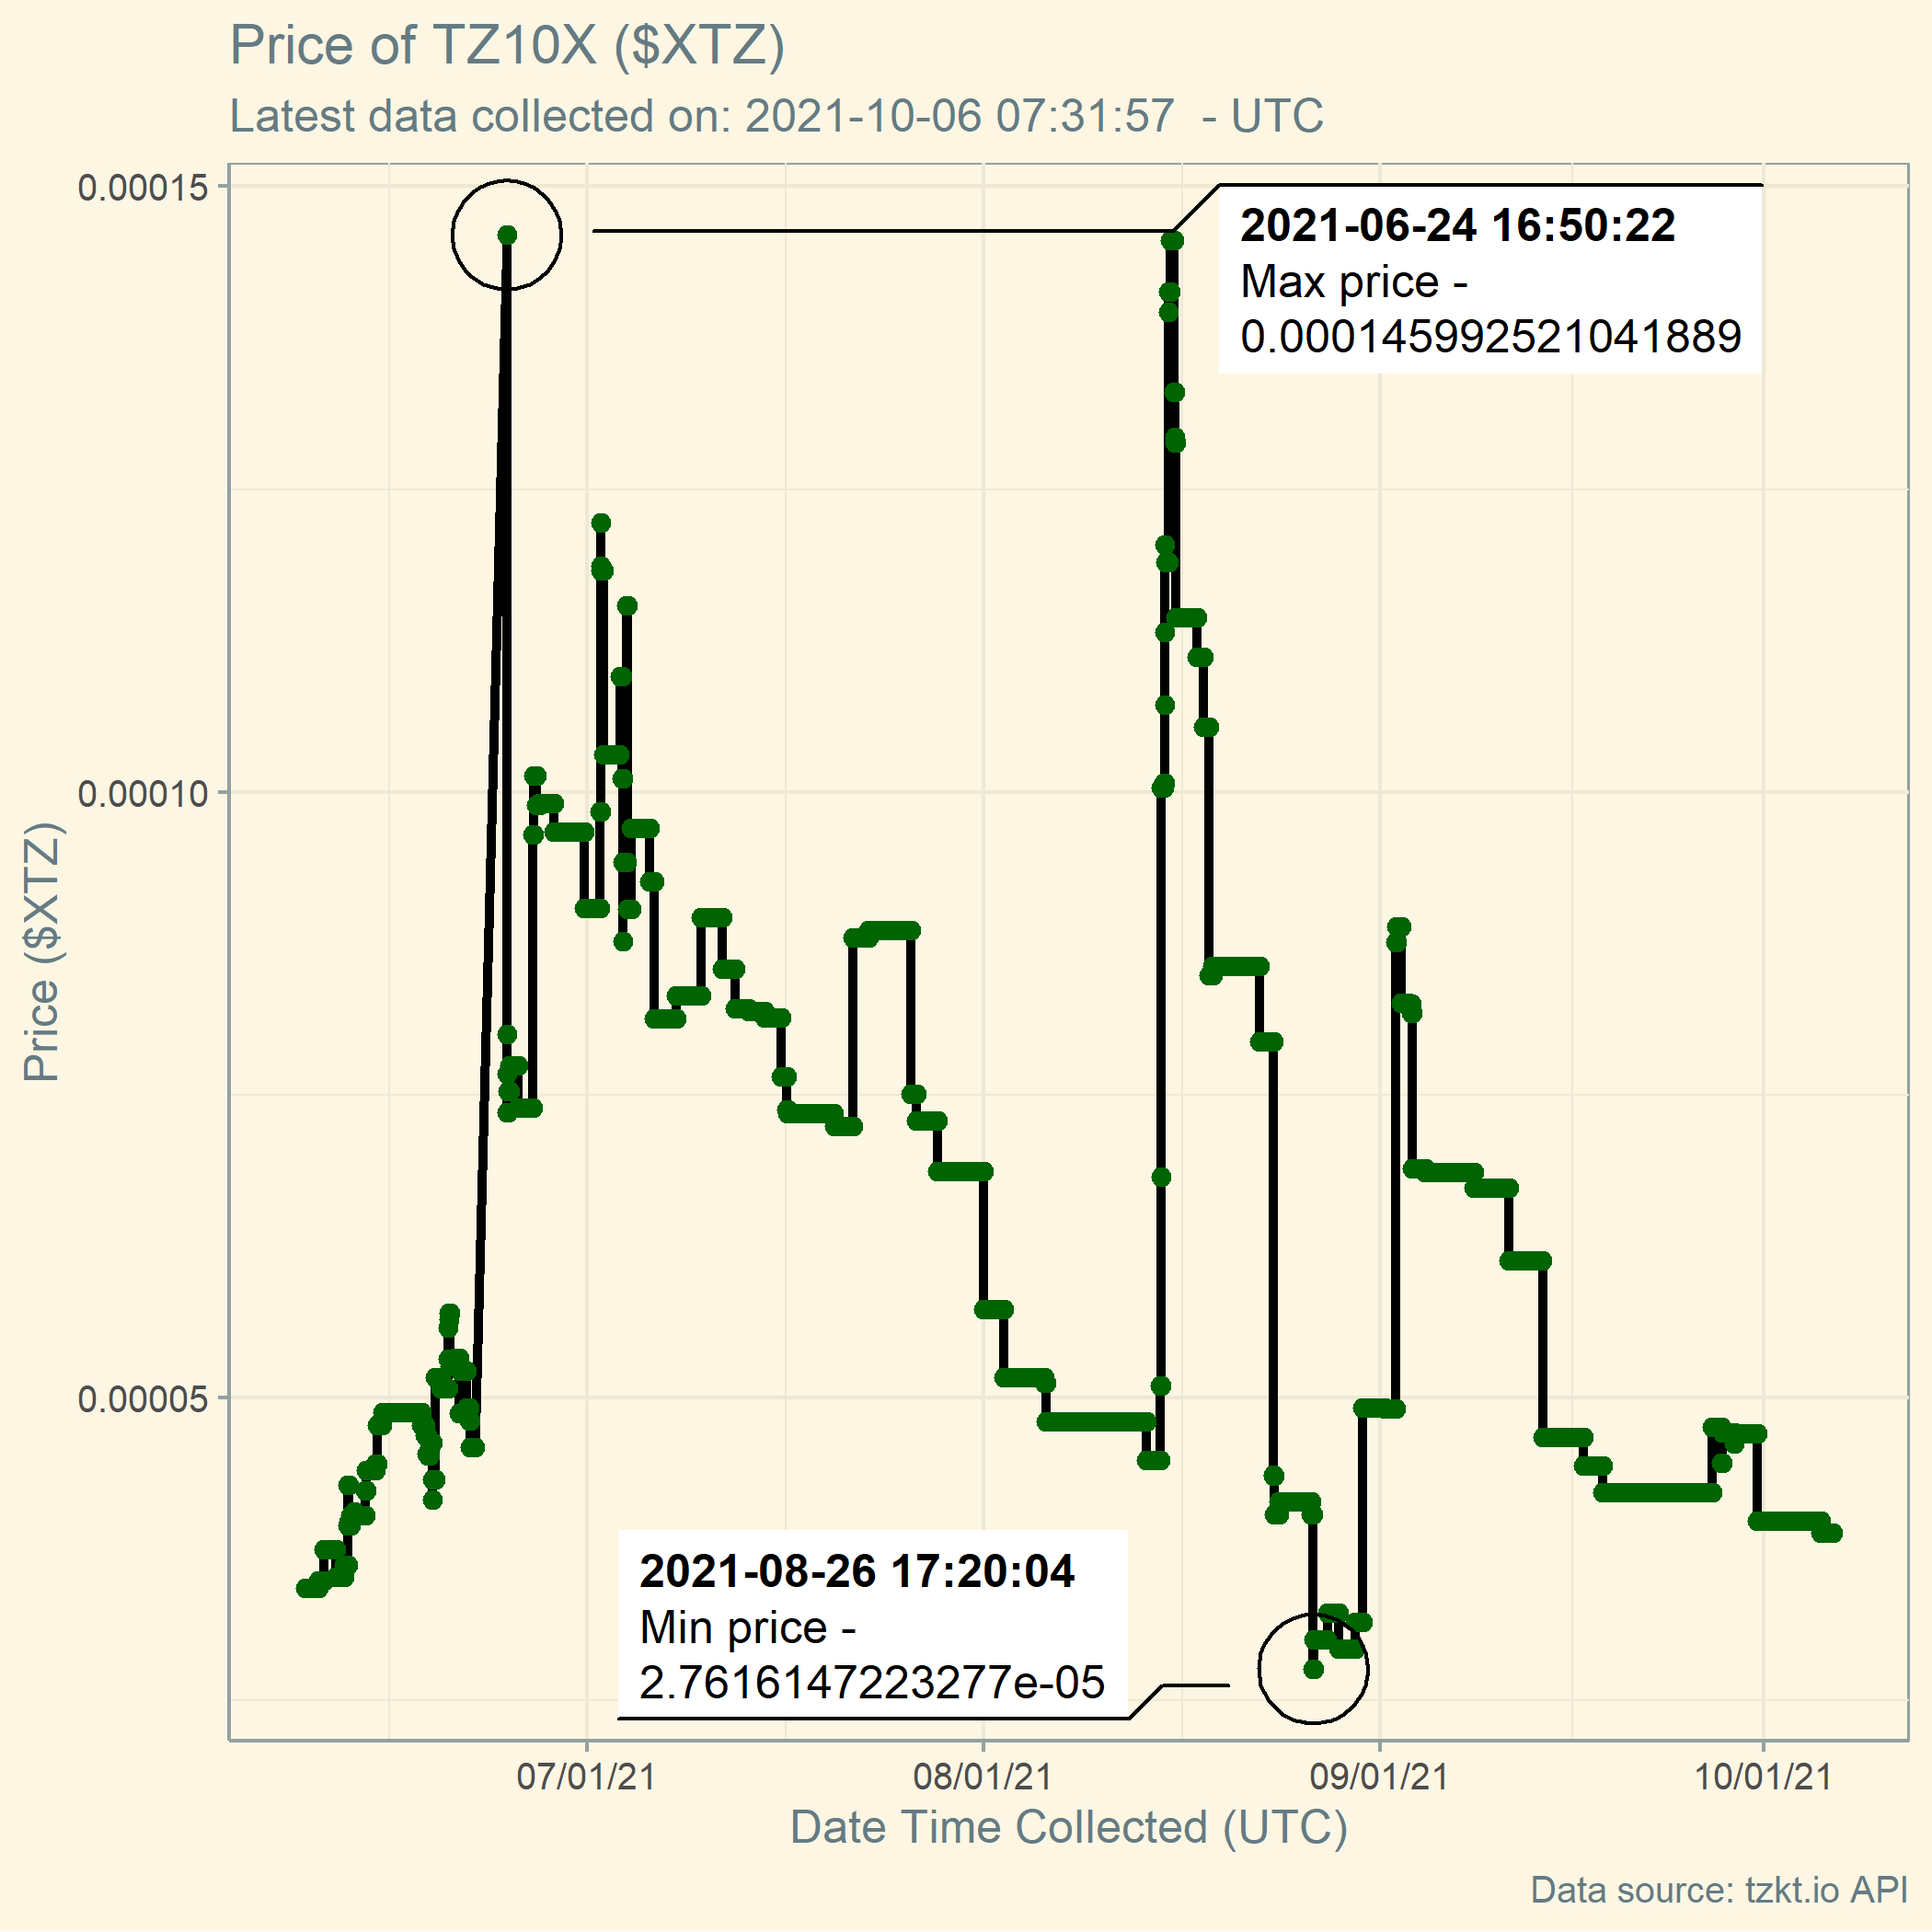 Price of TZ10X ($XTZ)
Latest data collected on: 2021-10-06 07:31:57  - UTC
0.00015
0.00010
0.00005
Price ($XTZ)
2021-06-24 16:50:22
Max price -
0.000145992521041889
2021-08-26 17:20:04
Min price -
2.7616147223277e-05
07/01/21
08/01/21
09/01/21
10/01/21
Date Time Collected (UTC)
Data source: tzkt.io API